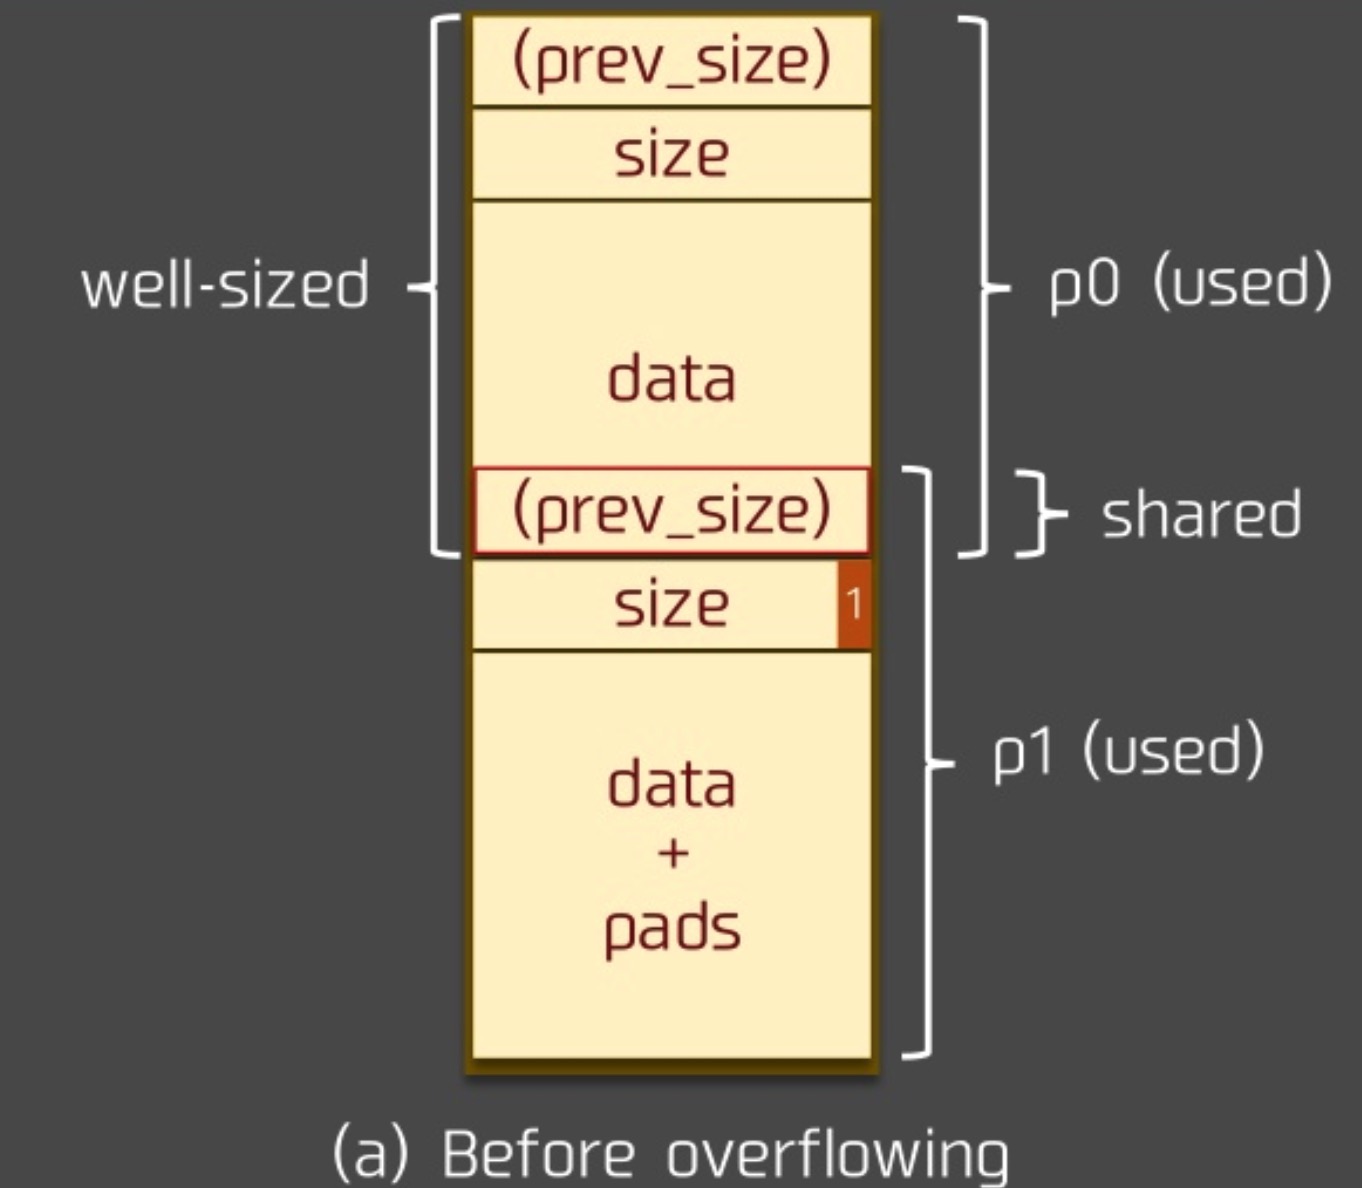 (prev_size)
size
well-sized
p0 (used)
data
(prev_size)
shared
size
1
p1 (used)
data
+
pads
(a) Before overflowing